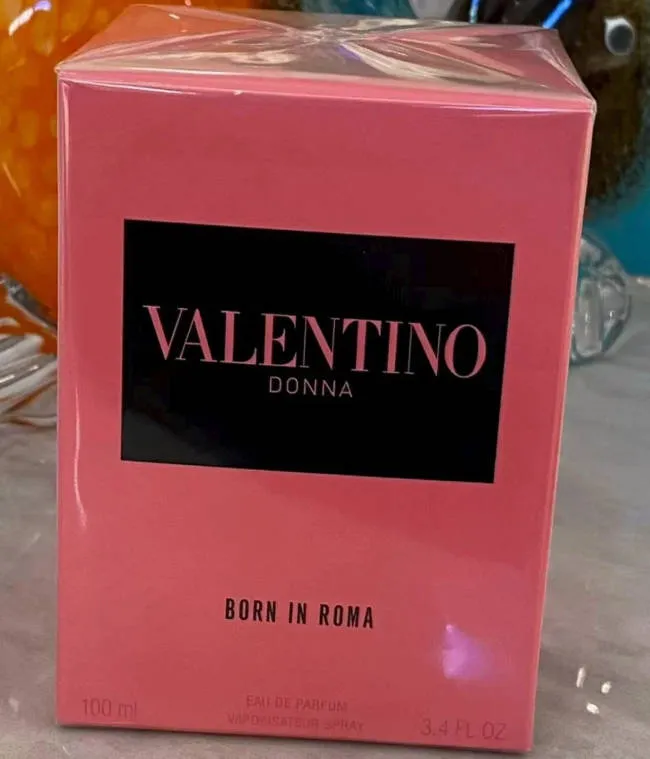 VALENTINO
DONNA
BORN IN ROMA
EAU DE PARFUM
100 ml VAPORISATEUR SPRAY 3.4 FL.OZ